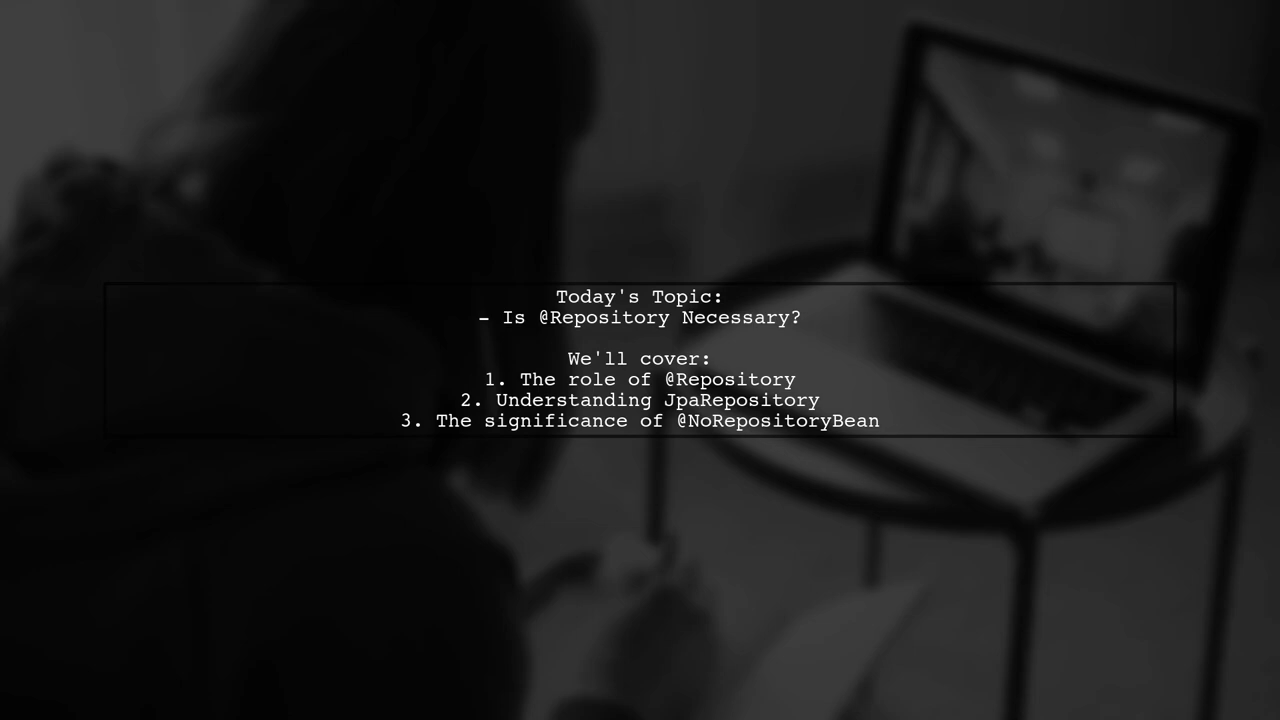 Today's Topic:
- Is @Repository Necessary?
We'll cover:
1. The role of @Repository
2. Understanding JpaRepository
3. The significance of @NoRepositoryBean